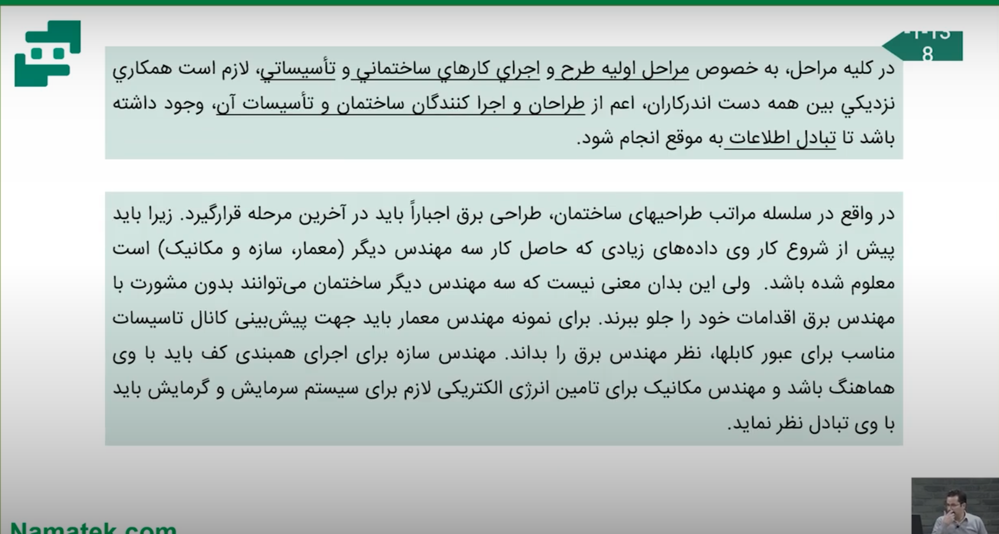 -1-13
8
در کلیه مراحل، به خصوص مراحل اولیه طرح و اجراي کارهاي ساختماني و تأسیساتي، لازم است همکاري
نزدیکي بین همه دست اندرکاران، اعم از طراحان و اجرا کنندگان ساختمان و تأسیسات آن، وجود داشته
باشد تا تبادل اطلاعات به موقع انجام شود.
در واقع در سلسله مراتب طراحیهای ساختمان، طراحی برق اجباراً باید در آخرین مرحله قرارگیرد. زیرا باید
پیش از شروع کار وی داده‌های زیادی که حاصل کار سه مهندس دیگر (معمار، سازه و مکانیک) است
معلوم شده باشد. ولی این بدان معنی نیست که سه مهندس دیگر ساختمان می‌توانند بدون مشورت با
مهندس برق اقدامات خود را جلو ببرند. برای نمونه مهندس معمار باید جهت پیش‌بینی کانال تاسیسات
مناسب برای عبور کابلها، نظر مهندس برق را بداند. مهندس سازه برای اجرای همبندی کف باید با وی
هماهنگ باشد و مهندس مکانیک برای تامین انرژی الکتریکی لازم برای سیستم سرمایش و گرمایش باید
با وی تبادل نظر نماید.
Namatek.com